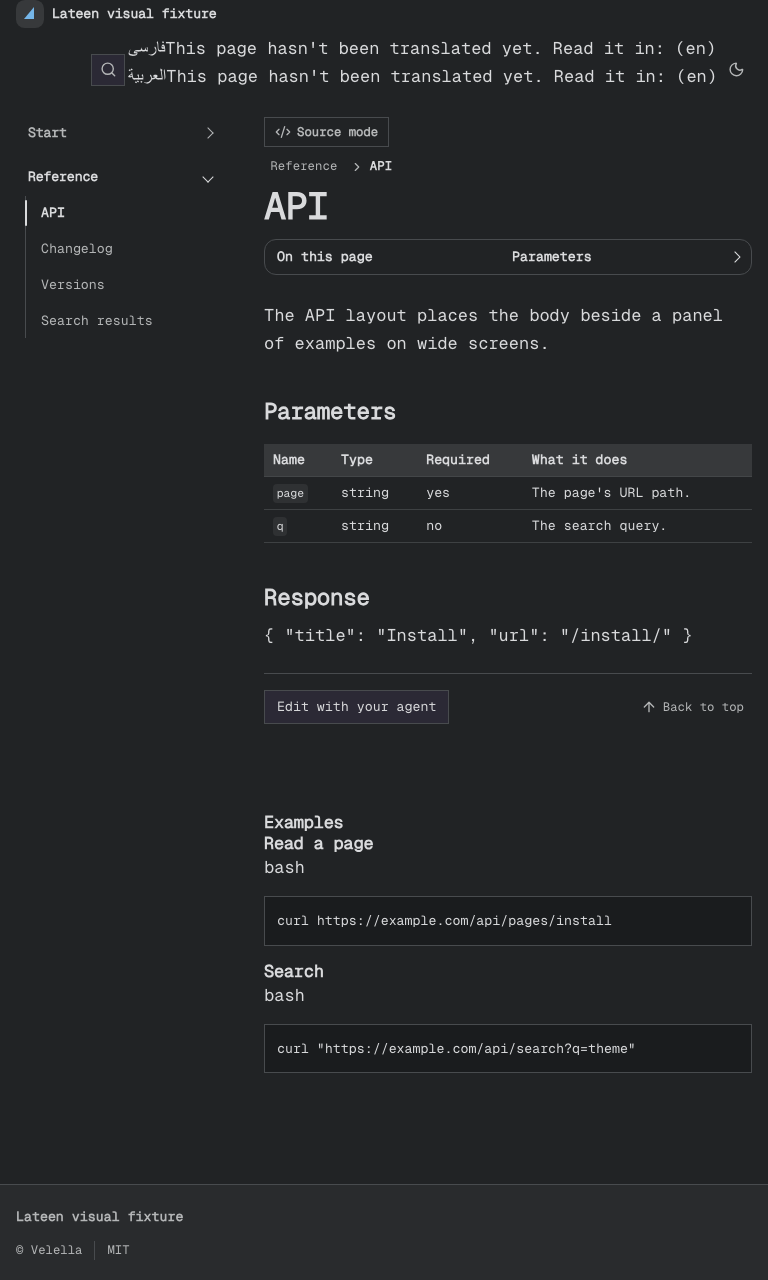 Lateen visual fixture
فارسیThis page hasn't been translated yet. Read it in: (en)
العربيةThis page hasn't been translated yet. Read it in: (en)
Start
Reference
API
Changelog
Versions
Search results
Source mode
Reference > API
API
On this page Parameters
The API layout places the body beside a panel
of examples on wide screens.
Parameters
Name Type Required What it does
page string yes The page's URL path.
q string no The search query.
Response
{ "title": "Install", "url": "/install/" }
Edit with your agent
Back to top
Examples
Read a page
bash
curl https://example.com/api/pages/install
Search
bash
curl "https://example.com/api/search?q=theme"
Lateen visual fixture
© Velella MIT